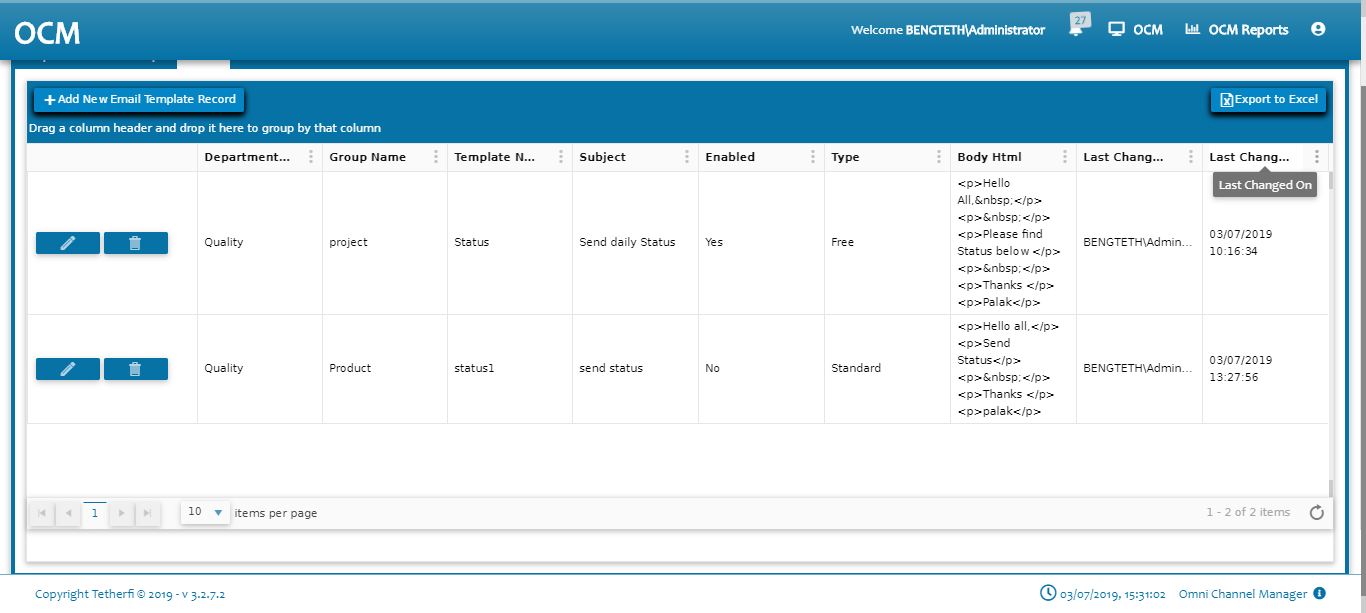 OCM
Welcome BENGTETH\Administrator
27
OCM
OCM Reports
Add New Email Template Record
Export to Excel
Drag a column header and drop it here to group by that column
Department...
Group Name
Template N...
Subject
Enabled
Type
Body Html
Last Chang...
Last Chang...
Last Changed On
Quality
project
Status
Send daily Status
Yes
Free
<p>Hello
All,&nbsp;</p>
<p>&nbsp;</p>
<p>Please find
Status below </p>
<p>&nbsp;</p>
<p>Thanks </p>
<p>Palak</p>
BENGTETH\Admin...
03/07/2019
10:16:34
Quality
Product
status1
send status
No
Standard
<p>Hello all,</p>
<p>Send
Status</p>
<p>&nbsp;</p>
<p>Thanks </p>
<p>palak</p>
BENGTETH\Admin...
03/07/2019
13:27:56
1
10
items per page
1 - 2 of 2 items
Copyright Tetherfi © 2019 - v 3.2.7.2
03/07/2019, 15:31:02
Omni Channel Manager